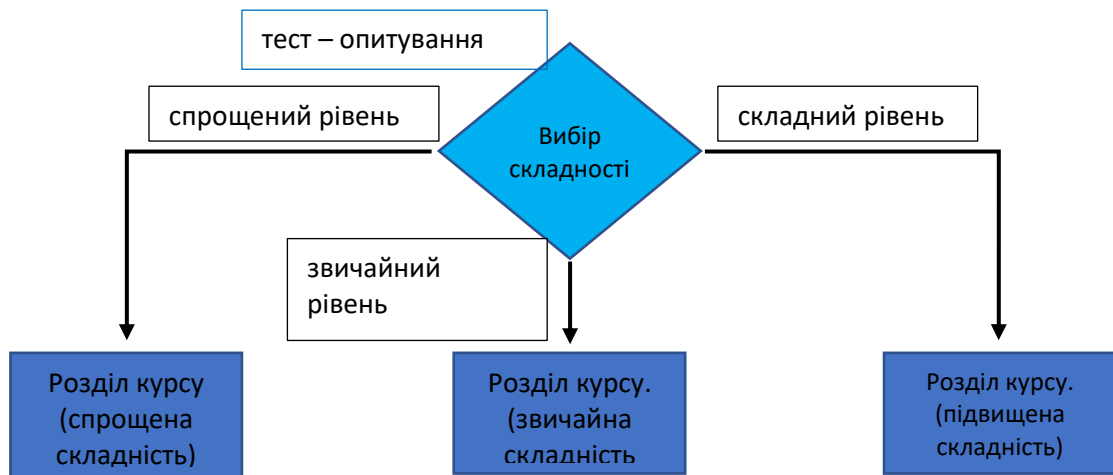 тест – опитування
спрощений рівень
складний рівень
Вибір
складності
звичайний
рівень
Розділ курсу
(спрощена
складність)
Розділ курсу.
(звичайна
складність
Розділ курсу.
(підвищена
складність)